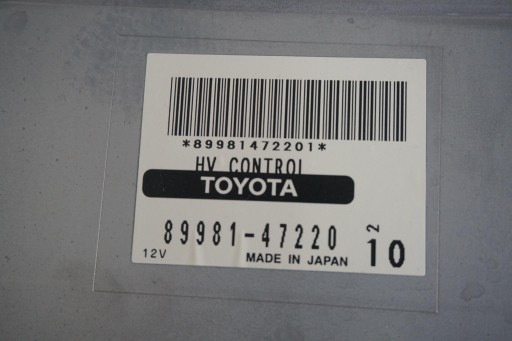 *89981472201*
HV CONTROL
TOYOTA
89981-47220 2
12V MADE IN JAPAN 10